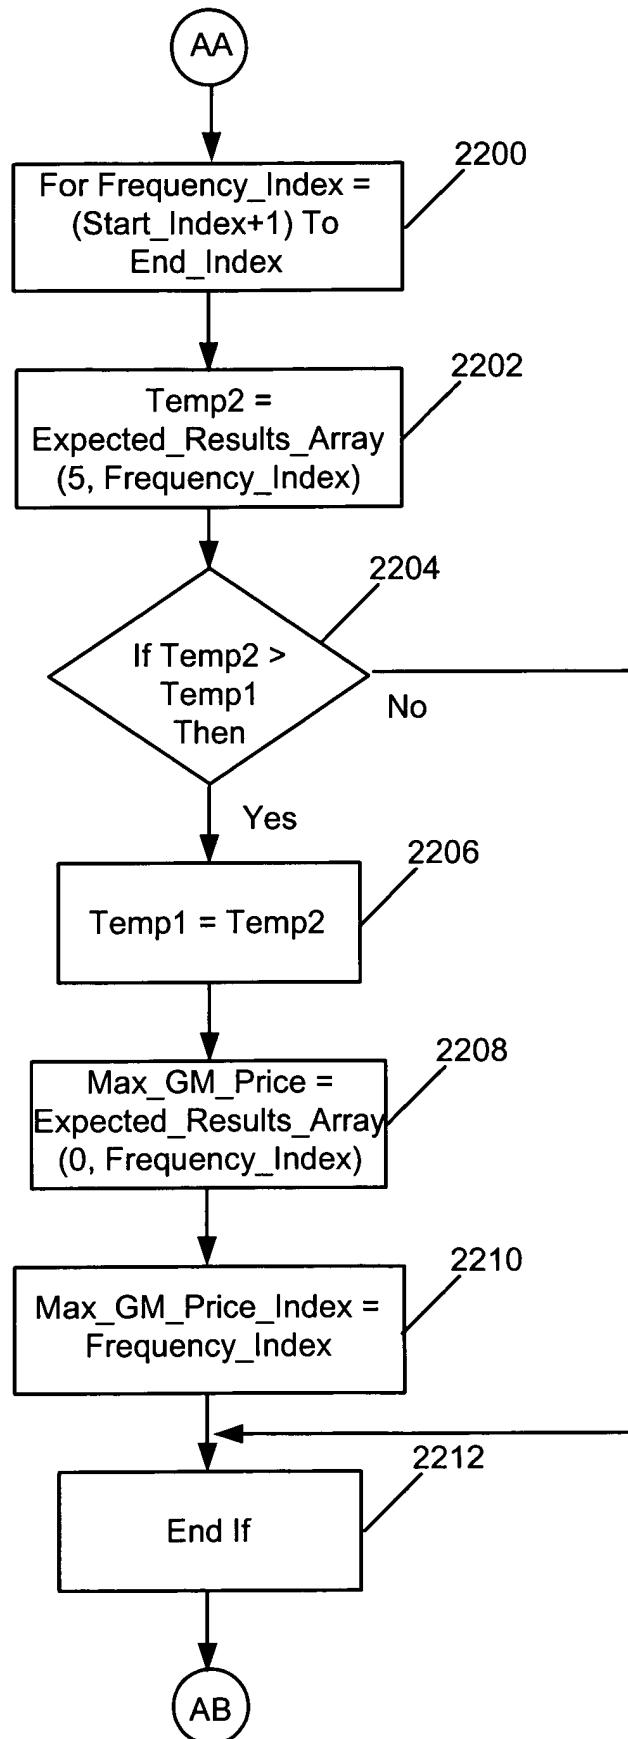 AA
2200
For Frequency_Index =
(Start_Index+1) To
End_Index
2202
Temp2 =
Expected_Results_Array
(5, Frequency_Index)
2204
If Temp2 >
Temp1
Then
No
Yes
2206
Temp1 = Temp2
2208
Max_GM_Price =
Expected_Results_Array
(0, Frequency_Index)
2210
Max_GM_Price_Index =
Frequency_Index
2212
End If
AB